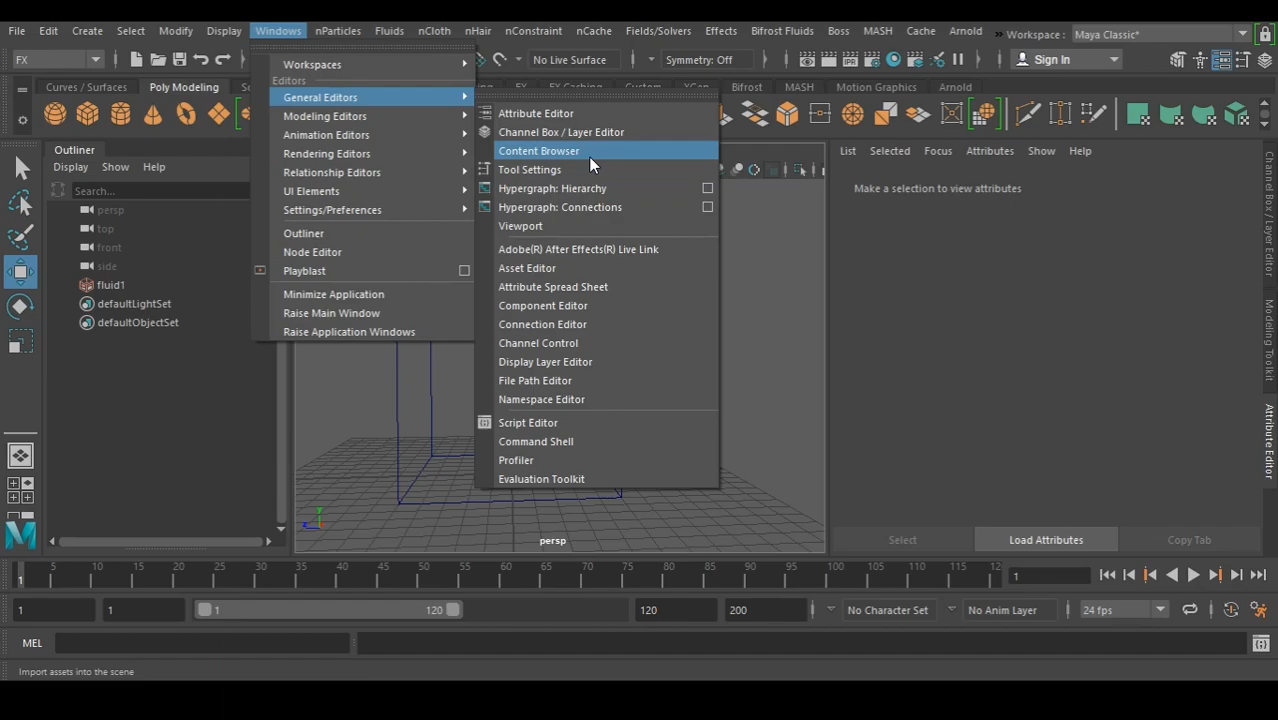 File Edit Create Select Modify Display Windows nParticles Fluids nCloth nHair nConstraint nCache Fields/Solvers Effects Bifrost Fluids Boss MASH Cache Arnold Workspace : Maya Classic*
FX No Live Surface Symmetry: Off Sign In
Curves / Surfaces Poly Modeling FX FX Caching Custom XGen Bifrost MASH Motion Graphics Arnold
Workspaces
Editors
General Editors
Modeling Editors
Animation Editors
Rendering Editors
Relationship Editors
UI Elements
Settings/Preferences
Outliner
Node Editor
Playblast
Minimize Application
Raise Main Window
Raise Application Windows
Attribute Editor
Channel Box / Layer Editor
Content Browser
Tool Settings
Hypergraph: Hierarchy
Hypergraph: Connections
Viewport
Adobe(R) After Effects(R) Live Link
Asset Editor
Attribute Spread Sheet
Component Editor
Connection Editor
Channel Control
Display Layer Editor
File Path Editor
Namespace Editor
Script Editor
Command Shell
Profiler
Evaluation Toolkit
Outliner
Display Show Help
Search...
persp
top
front
side
fluid1
defaultLightSet
defaultObjectSet
y
z
persp
List Selected Focus Attributes Show Help
Make a selection to view attributes
Select Load Attributes Copy Tab
Channel Box / Layer Editor
Modeling Toolkit
Attribute Editor
1 5 10 15 20 25 30 35 40 45 50 55 60 65 70 75 80 85 90 95 100 105 110 115 12 1
1 1 1 120 120 200 No Character Set No Anim Layer 24 fps
MEL
Import assets into the scene